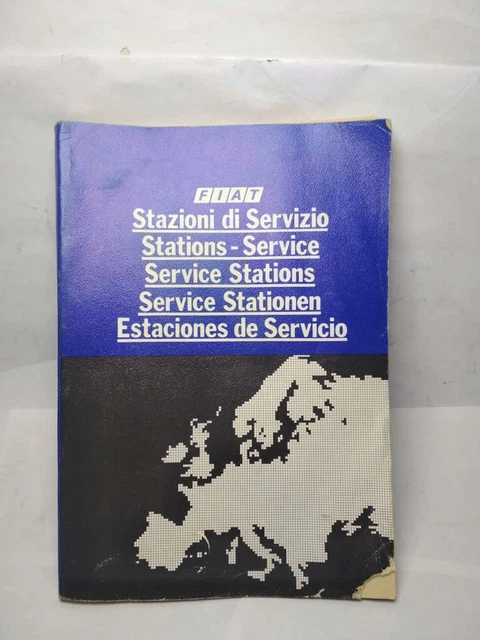 FIAT
Stazioni di Servizio
Stations-Service
Service Stations
Service Stationen
Estaciones de Servicio